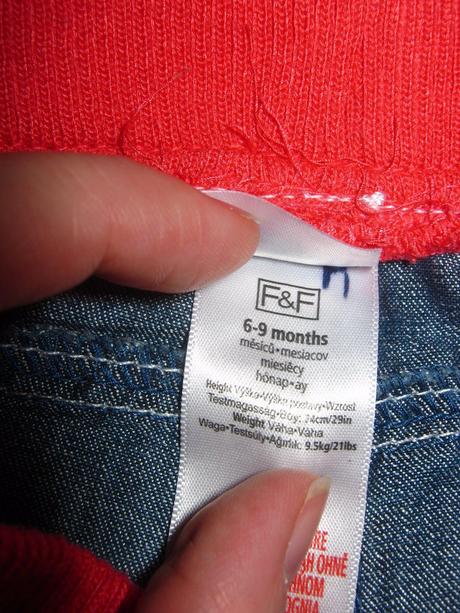 F&F
6-9 months
měsíců•mesiacov
miesięcy
hónap•ay
Height Výška•Výška postavy•Wzrost
Testmagasság•Boy: 74cm/29in
Weight Váha•Váha
Waga•Testsúly•Ağırlık: 9.5kg/21lbs
OHNĚ